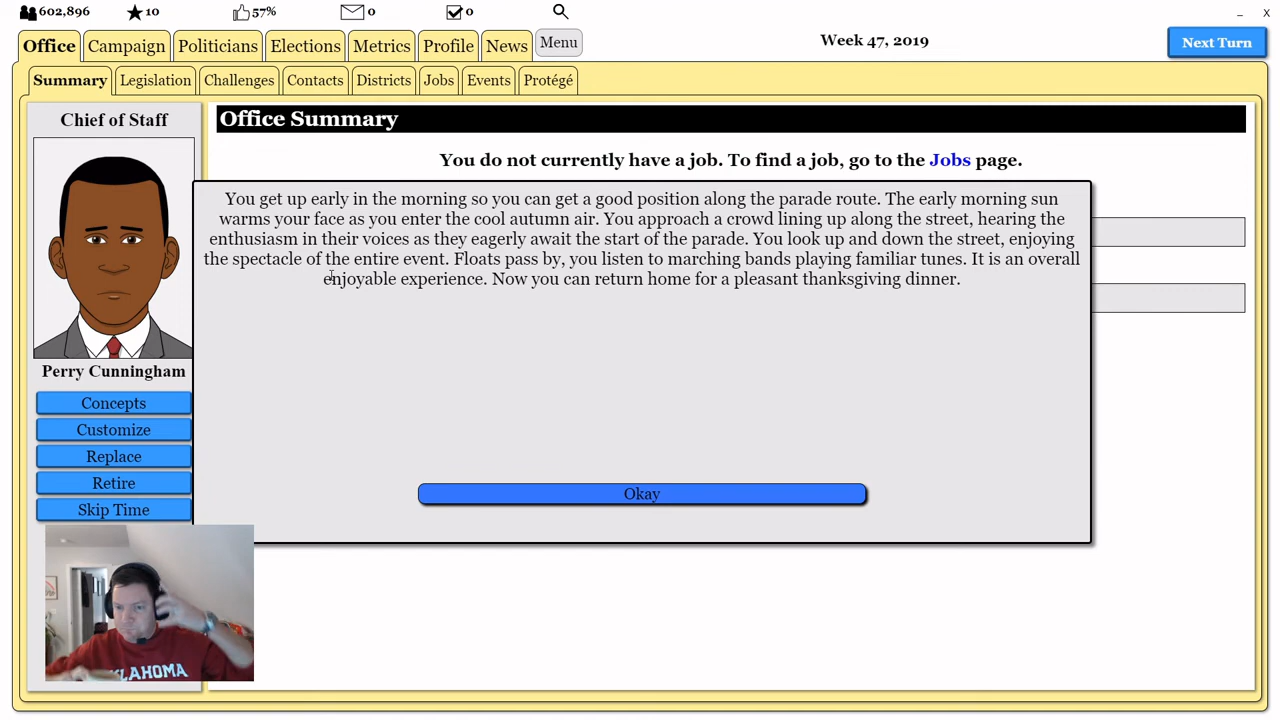 602,896
10
57%
0
0
_
X
Office
Campaign
Politicians
Elections
Metrics
Profile
News
Menu
Week 47, 2019
Next Turn
Summary
Legislation
Challenges
Contacts
Districts
Jobs
Events
Protégé
Chief of Staff
Office Summary
You do not currently have a job. To find a job, go to the Jobs page.
You get up early in the morning so you can get a good position along the parade route. The early morning sun
warms your face as you enter the cool autumn air. You approach a crowd lining up along the street, hearing the
enthusiasm in their voices as they eagerly await the start of the parade. You look up and down the street, enjoying
the spectacle of the entire event. Floats pass by, you listen to marching bands playing familiar tunes. It is an overall
enjoyable experience. Now you can return home for a pleasant thanksgiving dinner.
Okay
Perry Cunningham
Concepts
Customize
Replace
Retire
Skip Time
KLAHOMA